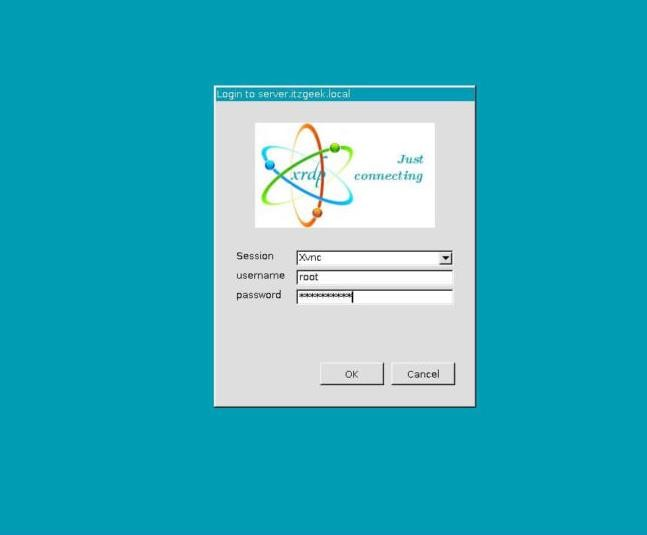 Login to server.itzgeek.local
xrdp
Just
connecting
Session
Xvnc
username
root
password
**********
OK
Cancel